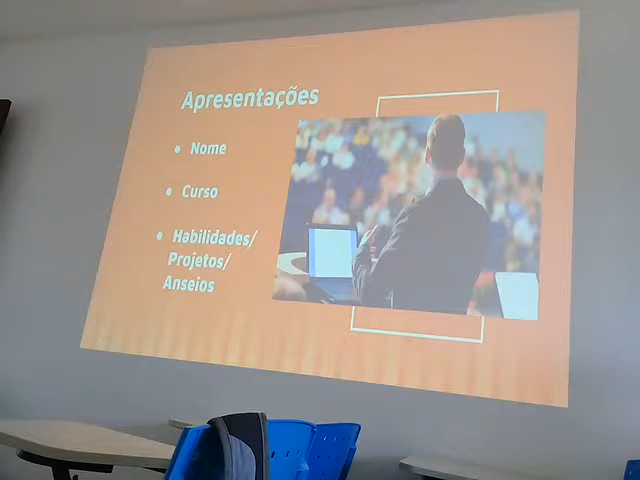 Apresentações
• Nome
• Curso
• Habilidades/
Projetos/
Anseios